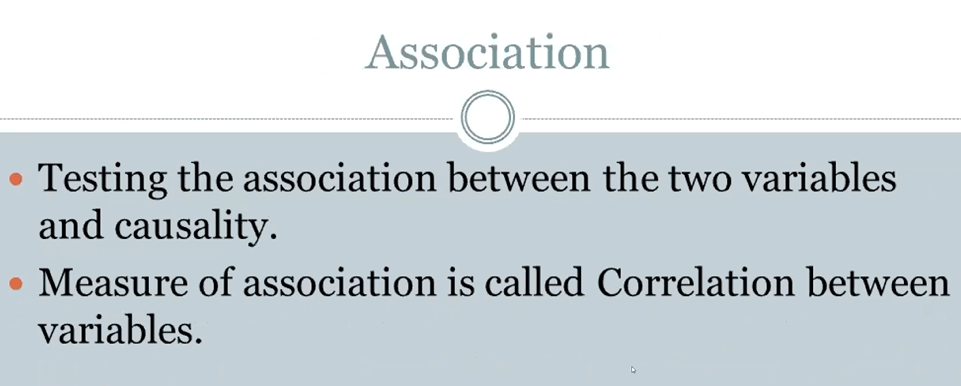 Association
• Testing the association between the two variables
and causality.
• Measure of association is called Correlation between
variables.